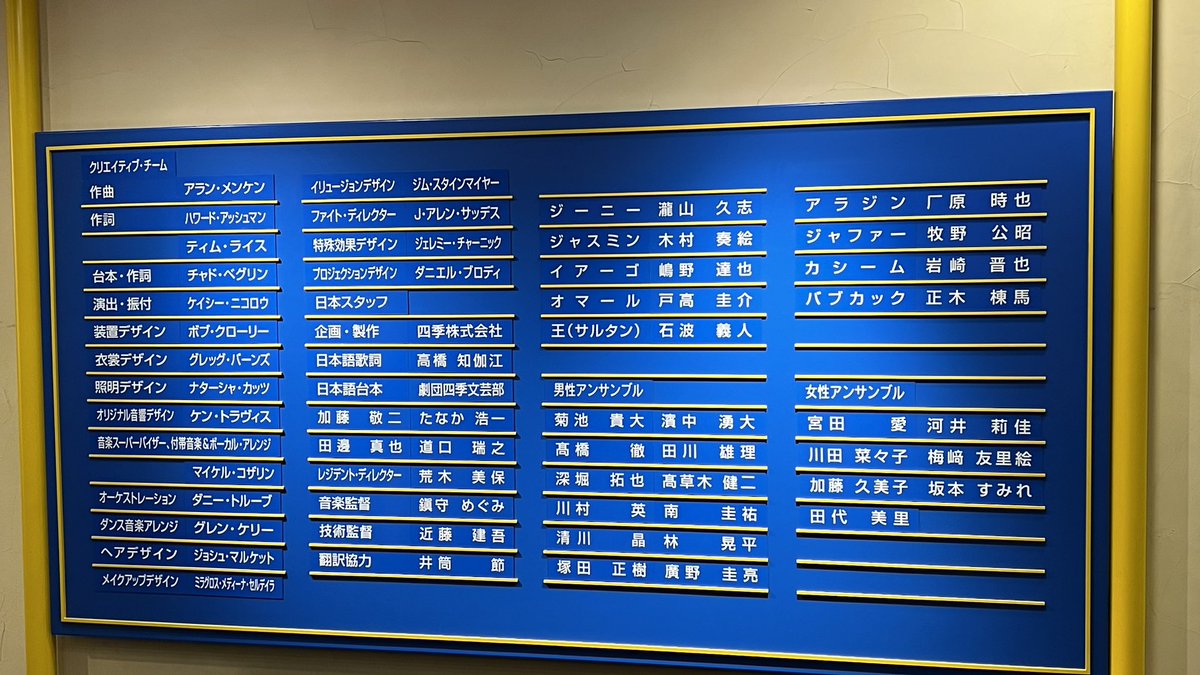 クリエイティブ・チーム
作曲 アラン・メンケン
作詞 ハワード・アッシュマン
ティム・ライス
台本・作詞 チャド・ベグリン
演出・振付 ケイシー・ニコロウ
装置デザイン ボブ・クローリー
衣裳デザイン グレッグ・バーンズ
照明デザイン ナターシャ・カッツ
オリジナル音響デザイン ケン・トラヴィス
音楽スーパーバイザー、付帯音楽&ボーカル・アレンジ
マイケル・コザリン
オーケストレーション ダニー・トルーブ
ダンス音楽アレンジ グレン・ケリー
ヘアデザイン ジョシュ・マルケット
メイクアップデザイン ミラグロス・メディーナ・セルデイラ
イリュージョンデザイン ジム・スタインマイヤー
ファイト・ディレクター J・アレン・サッデス
特殊効果デザイン ジェレミー・チャーニック
プロジェクションデザイン ダニエル・ブロディ
日本スタッフ
企画・製作 四季株式会社
日本語歌詞 高橋 知伽江
日本語台本 劇団四季文芸部
加藤 敬二 たなか 浩一
田邊 真也 道口 瑞之
レジデント・ディレクター 荒木 美保
音楽監督 鎮守 めぐみ
技術監督 近藤 建吾
翻訳協力 井筒 節
ジーニー 瀧山 久志
ジャスミン 木村 奏絵
イアーゴ 嶋野 達也
オマール 戸高 圭介
王(サルタン) 石波 義人
男性アンサンブル
菊池 貴大 濱中 湧大
髙橋 徹 田川 雄理
深堀 拓也 髙草木 健二
川村 英 南 圭祐
清川 晶 林 晃平
塚田 正樹 廣野 圭亮
アラジン 厂原 時也
ジャファー 牧野 公昭
カシーム 岩崎 晋也
バブカック 正木 棟馬
女性アンサンブル
宮田 愛 河井 莉佳
川田 菜々子 梅﨑 友里絵
加藤 久美子 坂本 すみれ
田代 美里